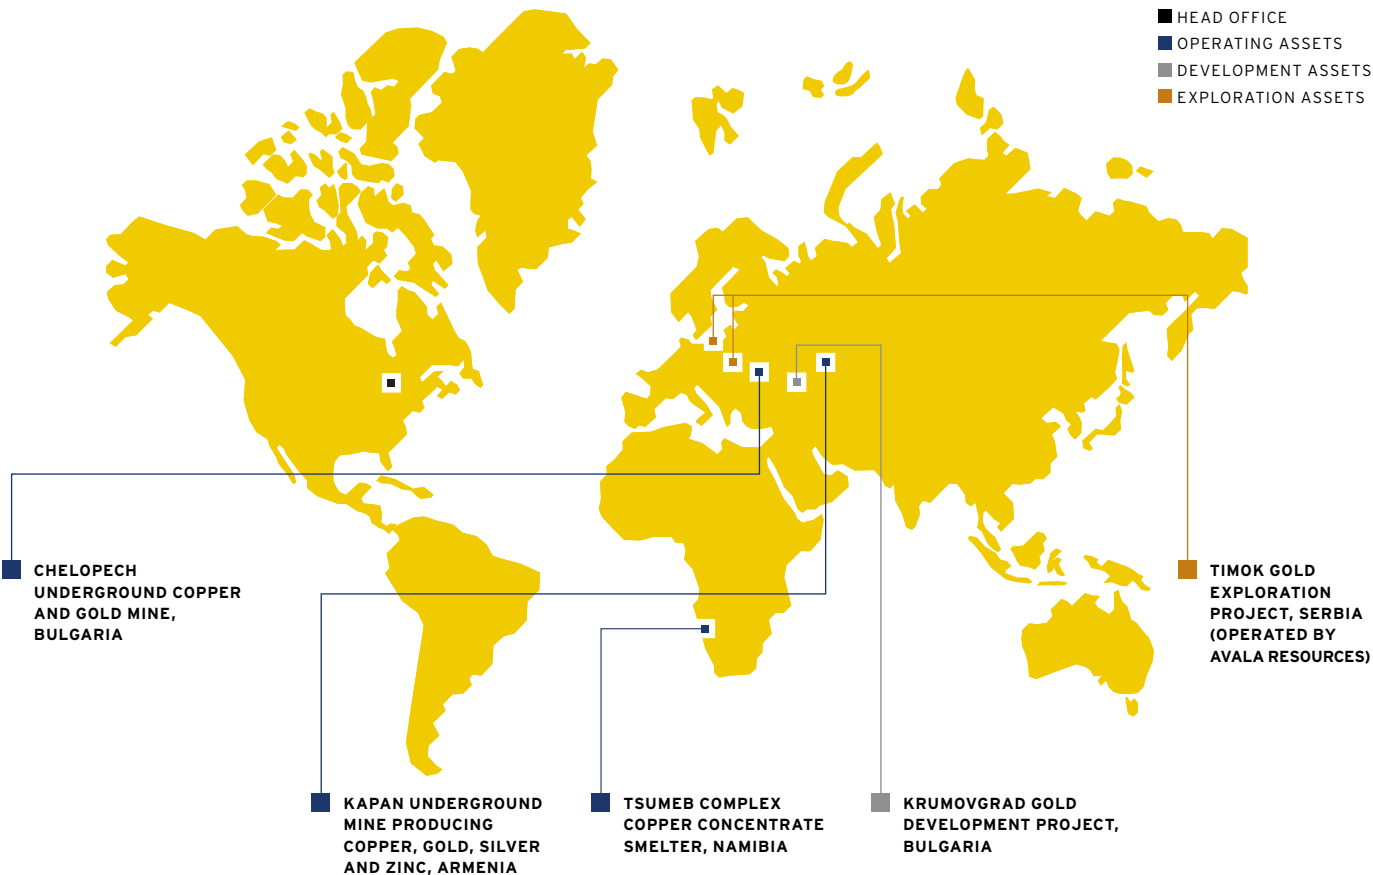 HEAD OFFICE
OPERATING ASSETS
DEVELOPMENT ASSETS
EXPLORATION ASSETS
CHELOPECH
UNDERGROUND COPPER
AND GOLD MINE,
BULGARIA
TIMOK GOLD
EXPLORATION
PROJECT, SERBIA
(OPERATED BY
AVALA RESOURCES)
KAPAN UNDERGROUND
MINE PRODUCING
COPPER, GOLD, SILVER
AND ZINC, ARMENIA
TSUMEB COMPLEX
COPPER CONCENTRATE
SMELTER, NAMIBIA
KRUMOVGRAD GOLD
DEVELOPMENT PROJECT,
BULGARIA